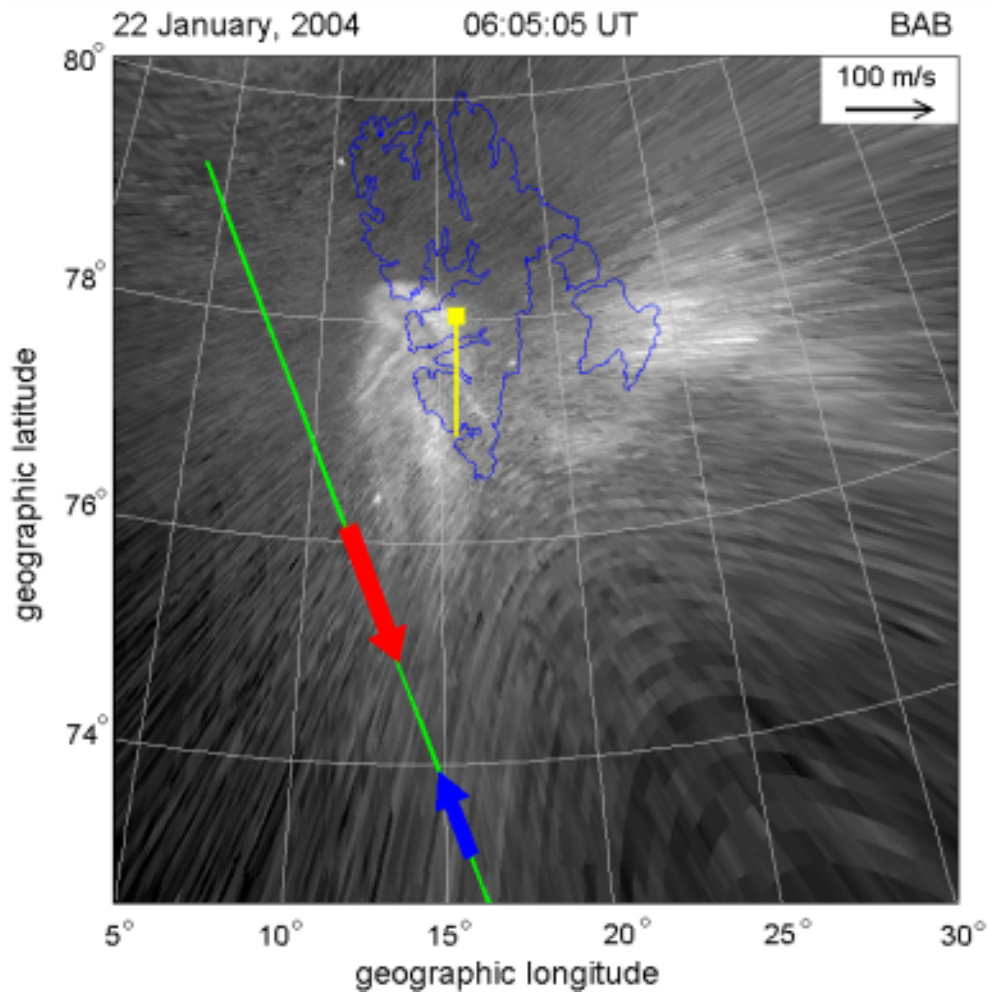 22 January, 2004 06:05:05 UT BAB
100 m/s
80°
78°
76°
74°
geographic latitude
5° 10° 15° 20° 25° 30°
geographic longitude